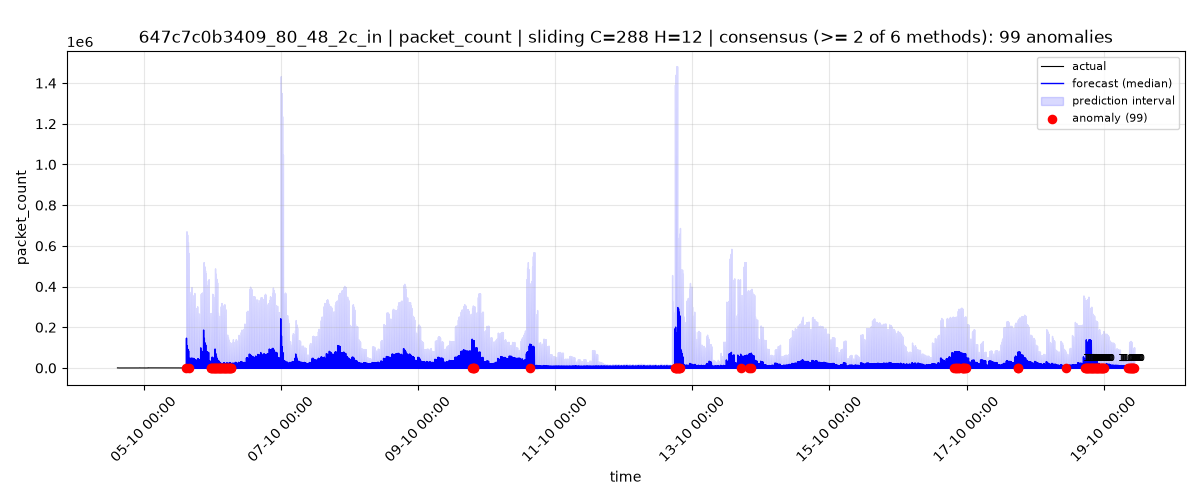 647c7c0b3409_80_48_2c_in | packet_count | sliding C=288 H=12 | consensus (>= 2 of 6 methods): 99 anomalies
1e6
1.4
1.2
1.0
0.8
0.6
0.4
0.2
0.0
packet_count
actual
forecast (median)
prediction interval
anomaly (99)
05-10 00:00
07-10 00:00
09-10 00:00
11-10 00:00
13-10 00:00
15-10 00:00
17-10 00:00
19-10 00:00
time